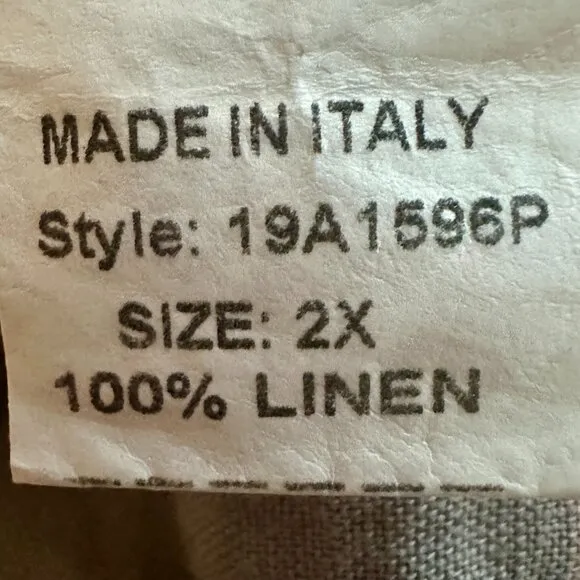 MADE IN ITALY
Style: 19A1596P
SIZE: 2X
100% LINEN